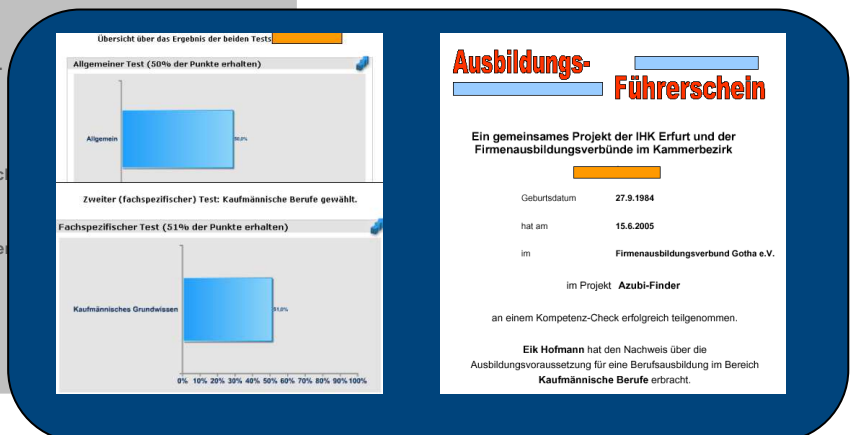 Übersicht über das Ergebnis der beiden Tests
Allgemeiner Test (50% der Punkte erhalten)
Allgemein
50,0%
Zweiter (fachspezifischer) Test: Kaufmännische Berufe gewählt.
Fachspezifischer Test (51% der Punkte erhalten)
Kaufmännisches Grundwissen
51,0%
0% 10% 20% 30% 40% 50% 60% 70% 80% 90% 100%
Ausbildungs-
Führerschein
Ein gemeinsames Projekt der IHK Erfurt und der
Firmenausbildungsverbünde im Kammerbezirk
Geburtsdatum 27.9.1984
hat am 15.6.2005
im Firmenausbildungsverbund Gotha e.V.
im Projekt Azubi-Finder
an einem Kompetenz-Check erfolgreich teilgenommen.
Eik Hofmann hat den Nachweis über die
Ausbildungsvoraussetzung für eine Berufsausbildung im Bereich
Kaufmännische Berufe erbracht.